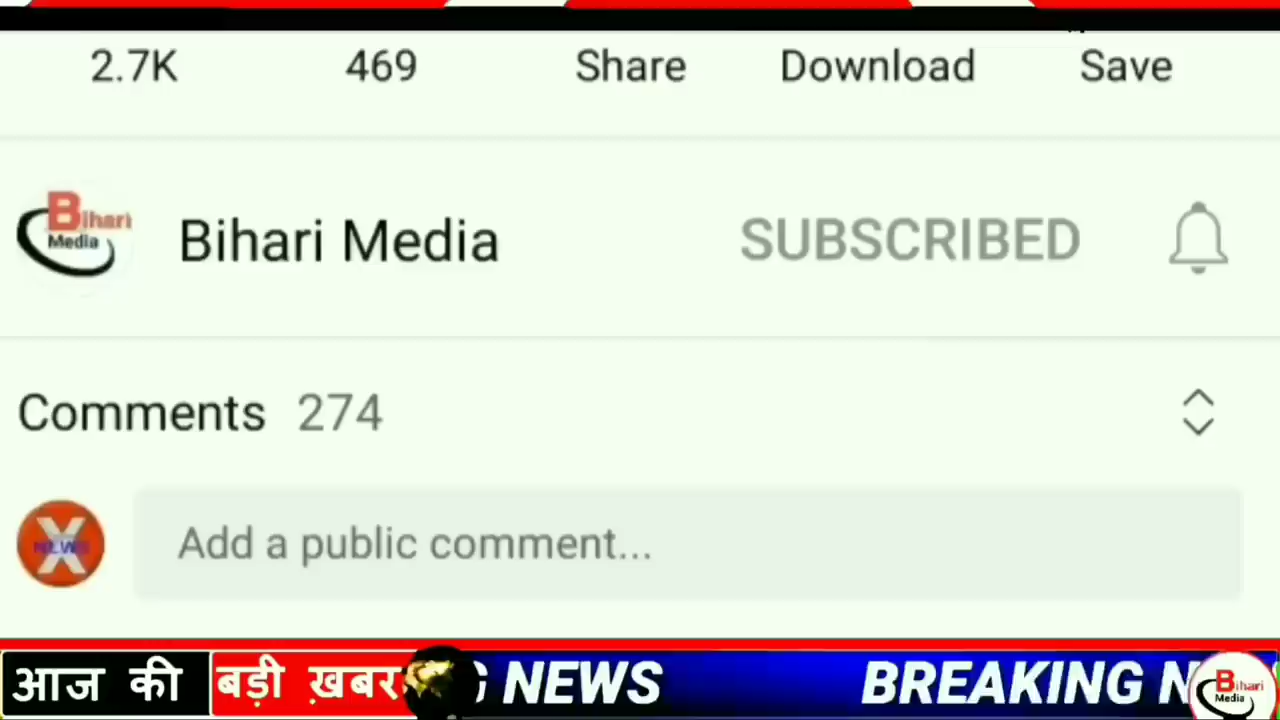 2.7K 469 Share Download Save
Bihari Media
Bihari Media SUBSCRIBED
Comments 274
X
NEWS
Add a public comment...
आज की बड़ी ख़बर G NEWS BREAKING N
Bihari Media